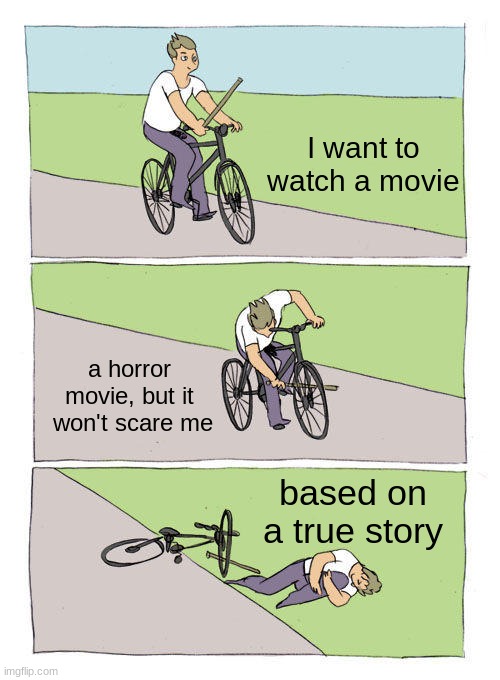 I want to
watch a movie
a horror
movie, but it
won't scare me
based on
a true story
imgflip.com